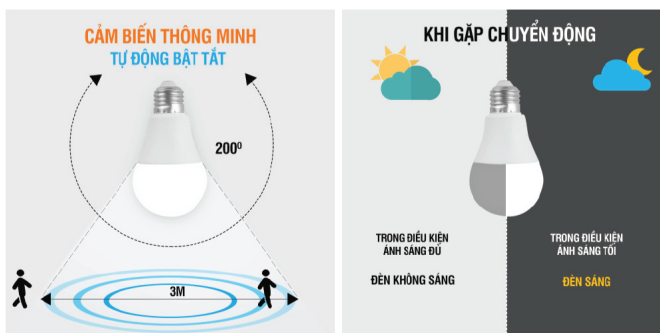 CẢM BIẾN THÔNG MINH
TỰ ĐỘNG BẬT TẮT
200⁰
3M
KHI GẶP CHUYỂN ĐỘNG
TRONG ĐIỀU KIỆN
ÁNH SÁNG ĐỦ
ĐÈN KHÔNG SÁNG
TRONG ĐIỀU KIỆN
ÁNH SÁNG TỐI
ĐÈN SÁNG